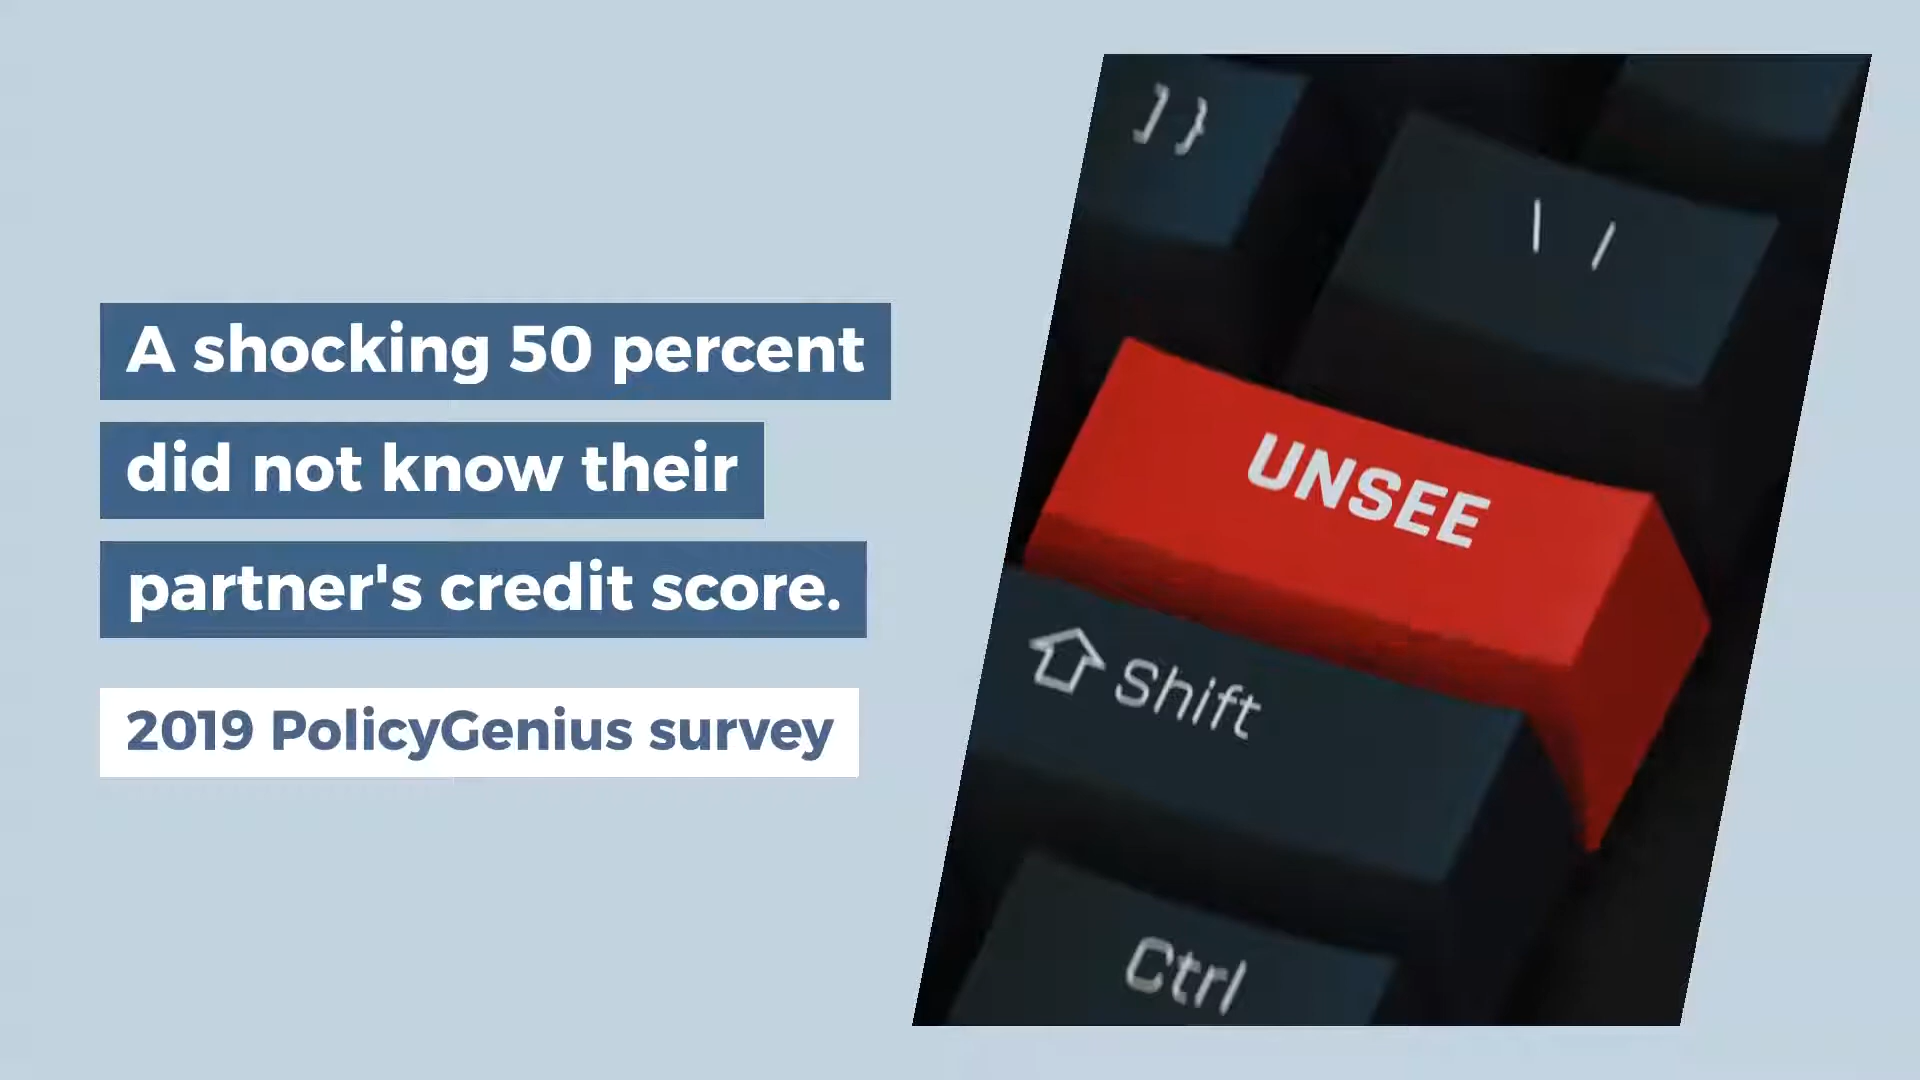 A shocking 50 percent
did not know their
partner's credit score.
2019 PolicyGenius survey
] }
\ /
UNSEE
Shift
Ctrl